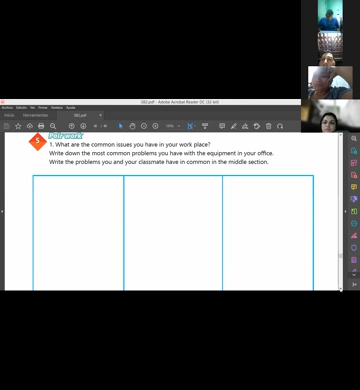 382.pdf - Adobe Acrobat Reader DC (32-bit)
Archivo Edición Ver Firmar Ventana Ayuda
Inicio Herramientas 382.pdf
Pair work
5
1. What are the common issues you have in your work place?
Write down the most common problems you have with the equipment in your office.
Write the problems you and your classmate have in common in the middle section.